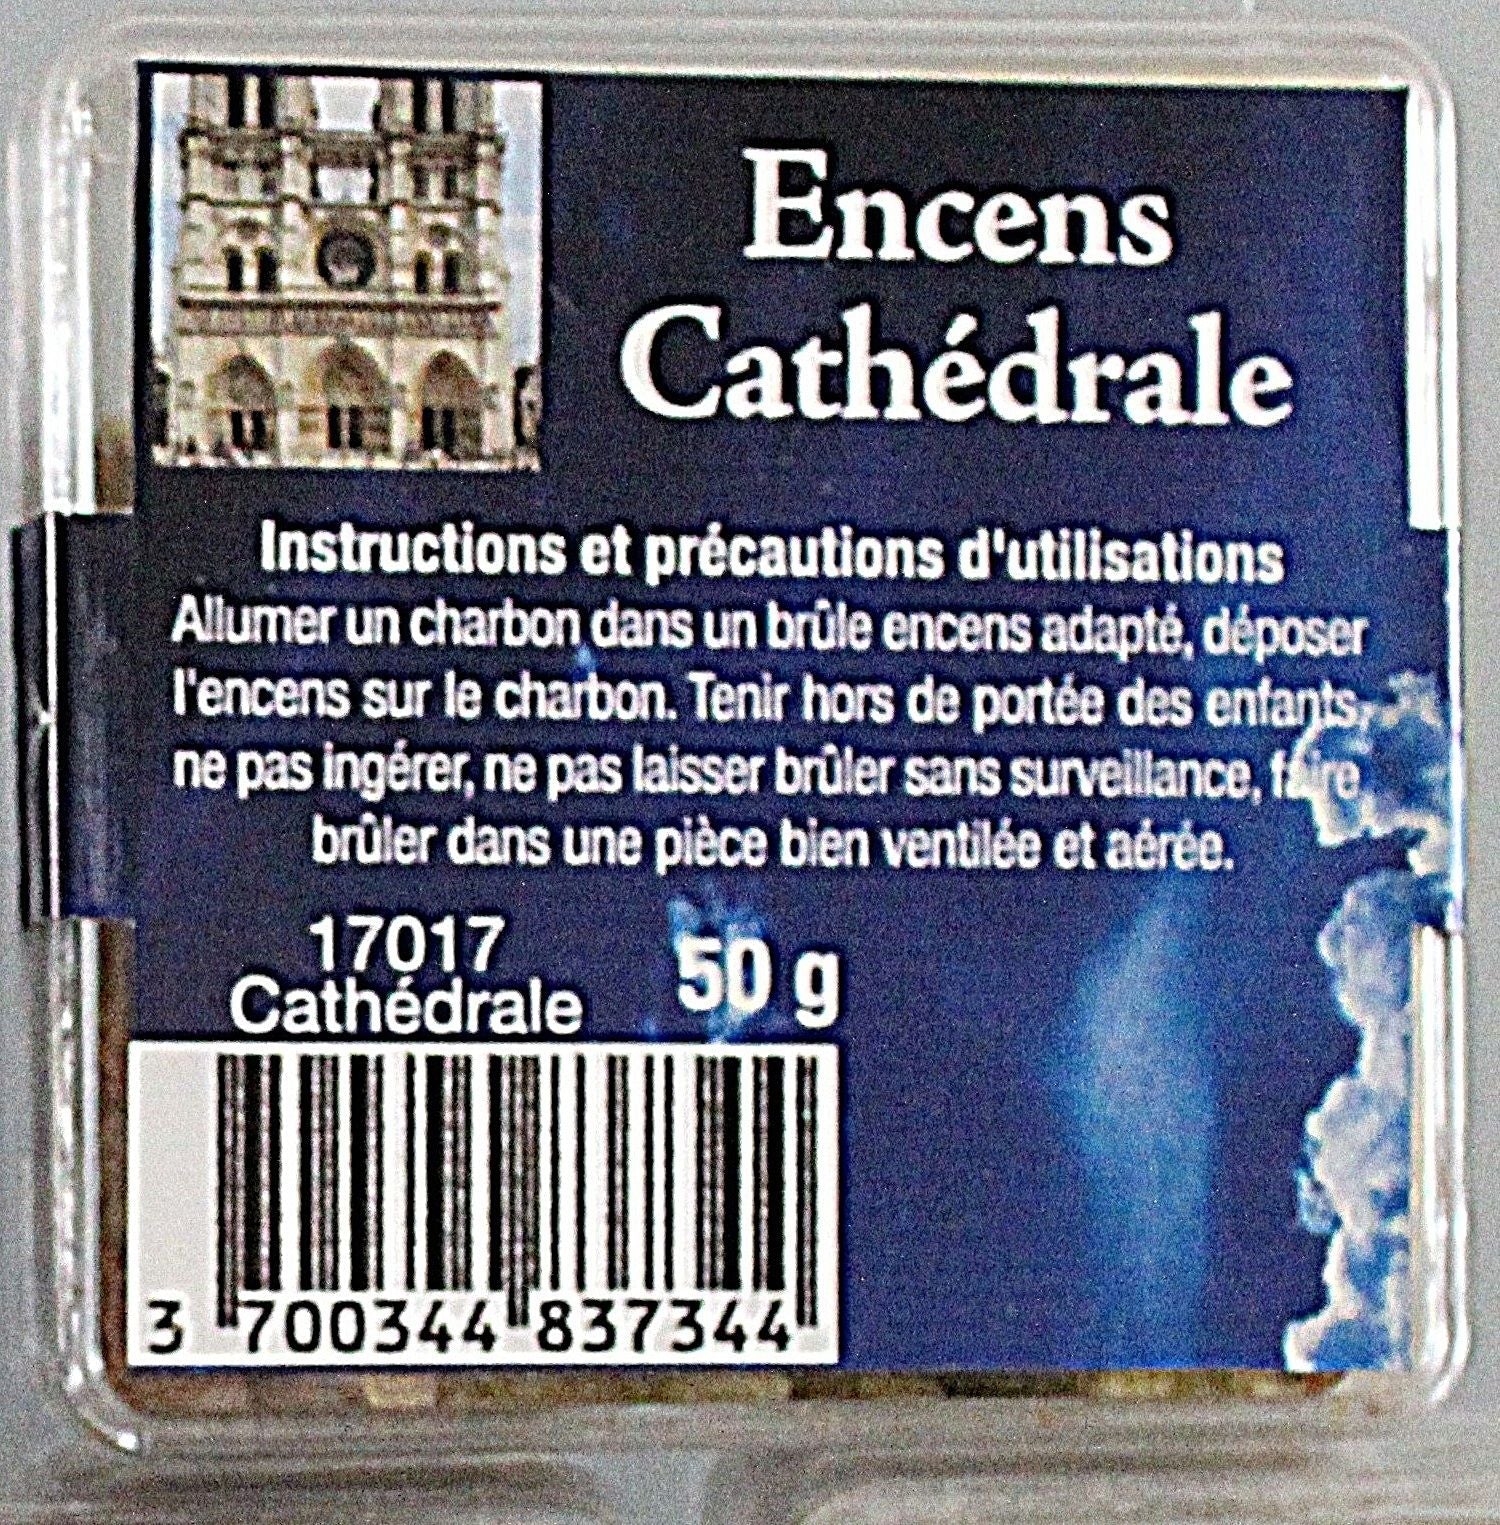 Encens
Cathédrale
Instructions et précautions d'utilisations
Allumer un charbon dans un brûle encens adapté, déposer
l'encens sur le charbon. Tenir hors de portée des enfants,
ne pas ingérer, ne pas laisser brûler sans surveillance, faire
brûler dans une pièce bien ventilée et aérée.
17017
Cathédrale
50 g
3 700344 837344